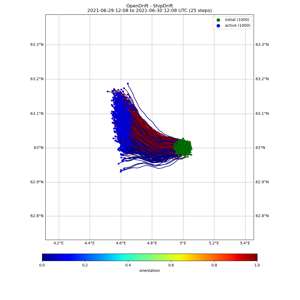 OpenDrift - ShipDrift
2021-06-29 12:08 to 2021-06-30 12:08 UTC (25 steps)
initial (1000)
active (1000)
63.3°N 63.3°N
63.2°N 63.2°N
63.1°N 63.1°N
63°N 63°N
62.9°N 62.9°N
62.8°N 62.8°N
4.2°E 4.4°E 4.6°E 4.8°E 5°E 5.2°E 5.4°E
0.0 0.2 0.4 0.6 0.8 1.0
orientation